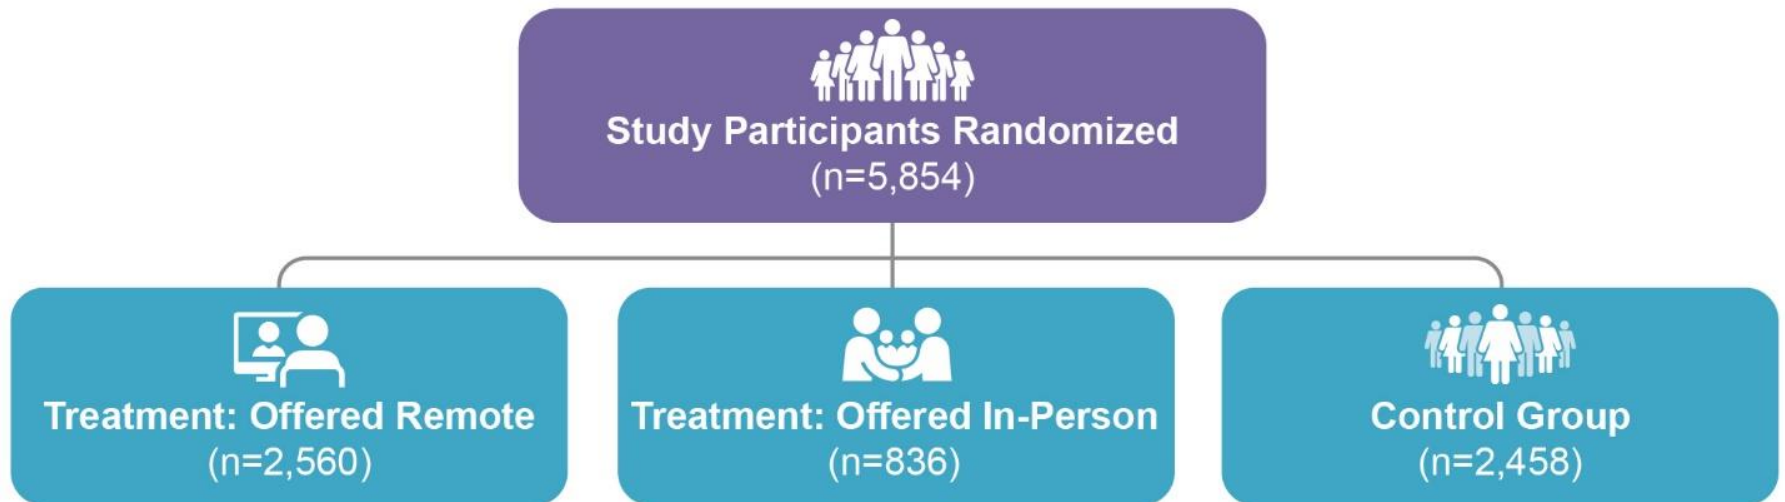 Study Participants Randomized
(n=5,854)
Treatment: Offered Remote
(n=2,560)
Treatment: Offered In-Person
(n=836)
Control Group
(n=2,458)